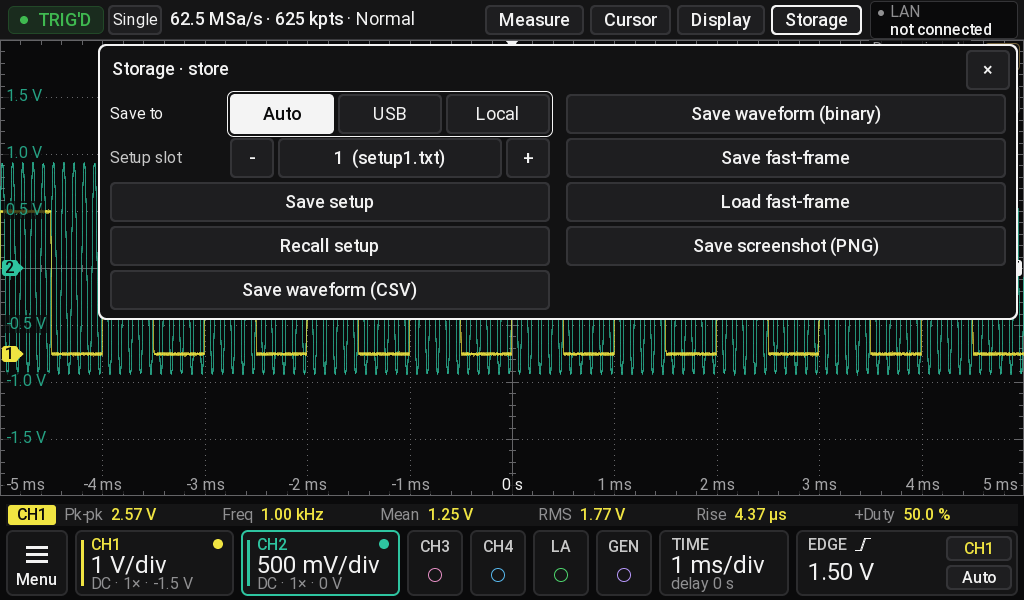 ● TRIG'D Single 62.5 MSa/s · 625 kpts · Normal Measure Cursor Display Storage ● LAN
not connected
Storage · store ×
Save to Auto USB Local Save waveform (binary)
Setup slot - 1 (setup1.txt) + Save fast-frame
Save setup Load fast-frame
Recall setup Save screenshot (PNG)
Save waveform (CSV)
1.5 V
1.0 V
0.5 V
2
-0.5 V
1
-1.0 V
-1.5 V
-5 ms -4 ms -3 ms -2 ms -1 ms 0 s 1 ms 2 ms 3 ms 4 ms 5 ms
CH1 Pk-pk 2.57 V Freq 1.00 kHz Mean 1.25 V RMS 1.77 V Rise 4.37 µs +Duty 50.0 %
Menu
CH1
1 V/div
DC · 1× · -1.5 V
CH2
500 mV/div
DC · 1× · 0 V
CH3
CH4
LA
GEN
TIME
1 ms/div
delay 0 s
EDGE
1.50 V
CH1
Auto